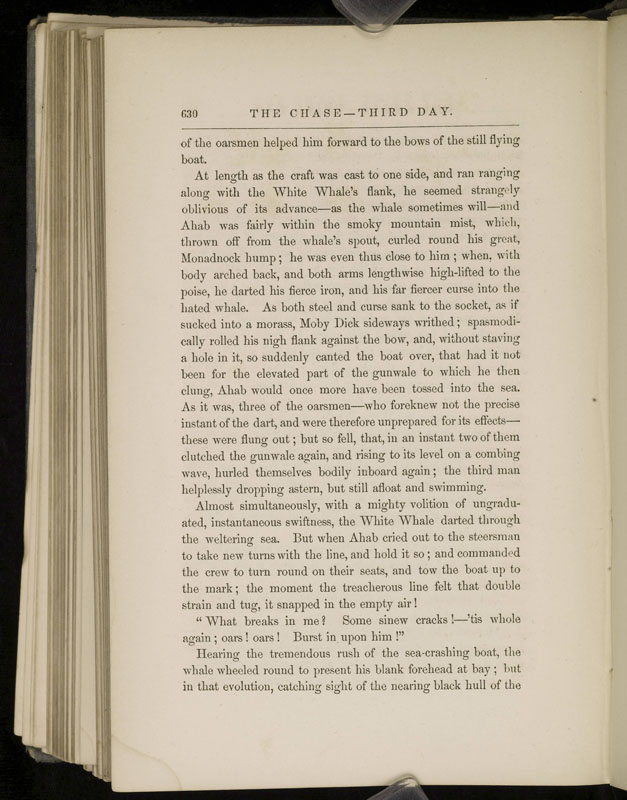 630 THE CHASE—THIRD DAY.
of the oarsmen helped him forward to the bows of the still flying
boat.
At length as the craft was cast to one side, and ran ranging
along with the White Whale's flank, he seemed strangely
oblivious of its advance—as the whale sometimes will—and
Ahab was fairly within the smoky mountain mist, which,
thrown off from the whale's spout, curled round his great,
Monadnock hump; he was even thus close to him; when, with
body arched back, and both arms lengthwise high-lifted to the
poise, he darted his fierce iron, and his far fiercer curse into the
hated whale. As both steel and curse sank to the socket, as if
sucked into a morass, Moby Dick sideways writhed; spasmodi-
cally rolled his nigh flank against the bow, and, without staving
a hole in it, so suddenly canted the boat over, that had it not
been for the elevated part of the gunwale to which he then
clung, Ahab would once more have been tossed into the sea.
As it was, three of the oarsmen—who foreknew not the precise
instant of the dart, and were therefore unprepared for its effects—
these were flung out; but so fell, that, in an instant two of them
clutched the gunwale again, and rising to its level on a combing
wave, hurled themselves bodily inboard again; the third man
helplessly dropping astern, but still afloat and swimming.
Almost simultaneously, with a mighty volition of ungradu-
ated, instantaneous swiftness, the White Whale darted through
the weltering sea. But when Ahab cried out to the steersman
to take new turns with the line, and hold it so; and commanded
the crew to turn round on their seats, and tow the boat up to
the mark; the moment the treacherous line felt that double
strain and tug, it snapped in the empty air!
"What breaks in me? Some sinew cracks!—'tis whole
again; oars! oars! Burst in upon him!"
Hearing the tremendous rush of the sea-crashing boat, the
whale wheeled round to present his blank forehead at bay; but
in that evolution, catching sight of the nearing black hull of the